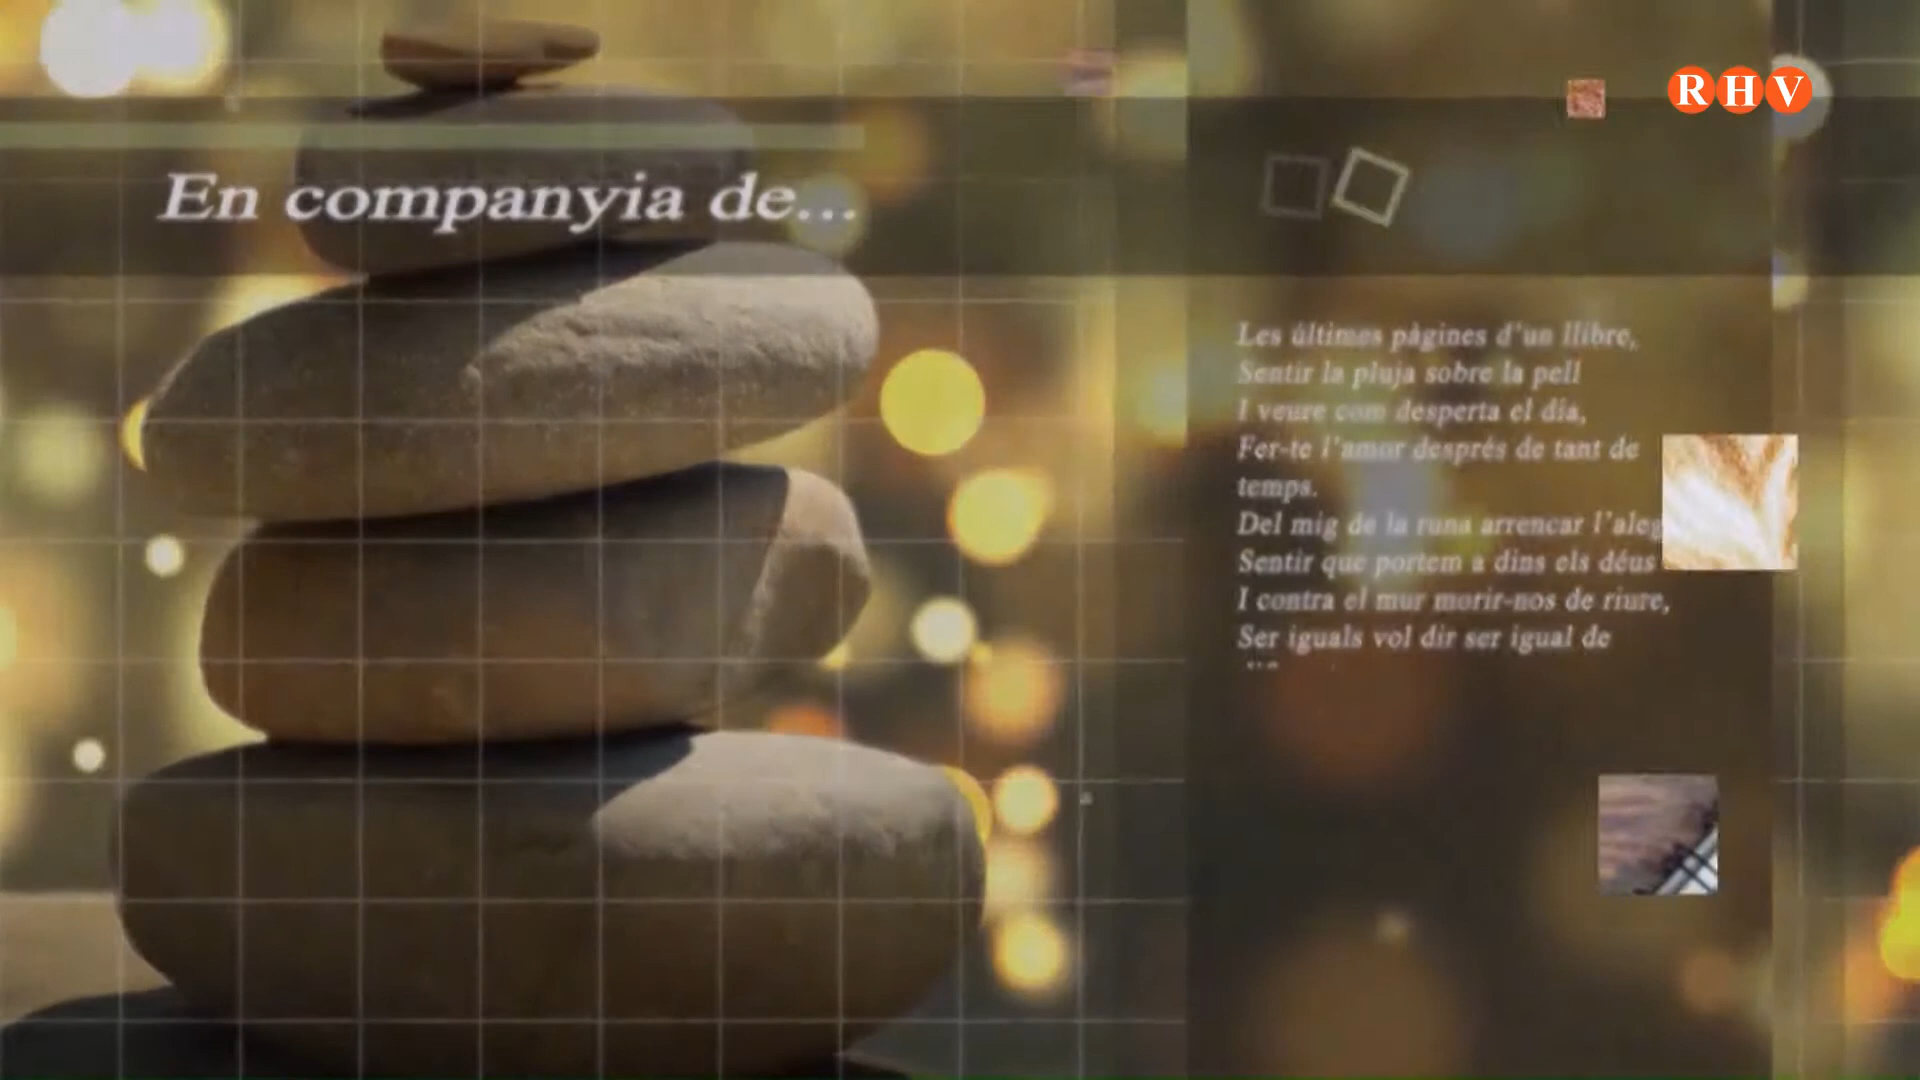 RHV
En companyia de...
Les últimes pàgines d'un llibre,
Sentir la pluja sobre la pell
I veure com desperta el día,
Fer-te l'amor després de tant de
temps.
Del mig de la runa arrencar l'aleg
Sentir que portem a dins els déus
I contra el mur morir-nos de riure,
Ser iguals vol dir ser igual de